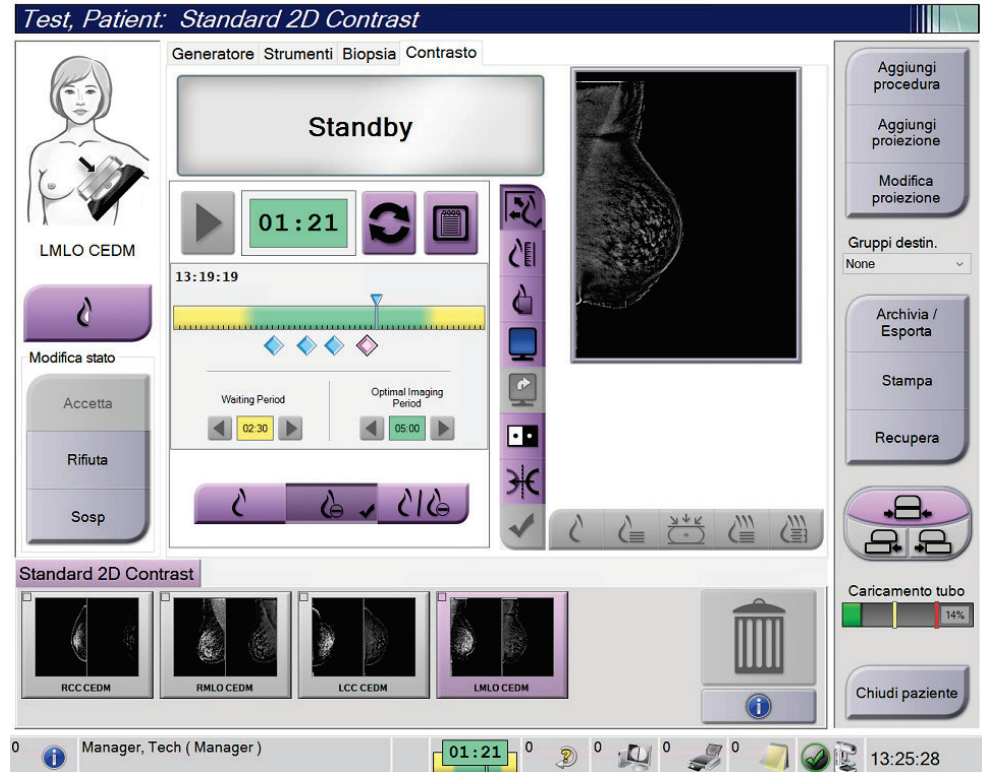 Test, Patient: Standard 2D Contrast
LMLO CEDM
Modifica stato
Accetta
Rifiuta
Sosp
Generatore Strumenti Biopsia Contrasto
Standby
01:21
13:19:19
Waiting Period
02:30
Optimal Imaging
Period
05:00
Aggiungi
procedura
Aggiungi
proiezione
Modifica
proiezione
Gruppi destin.
None
Archivia /
Esporta
Stampa
Recupera
Caricamento tubo
14%
Chiudi paziente
Standard 2D Contrast
RCC CEDM
RMLO CEDM
LCC CEDM
LMLO CEDM
0 Manager, Tech ( Manager ) 01:21 0 0 0 0 13:25:28